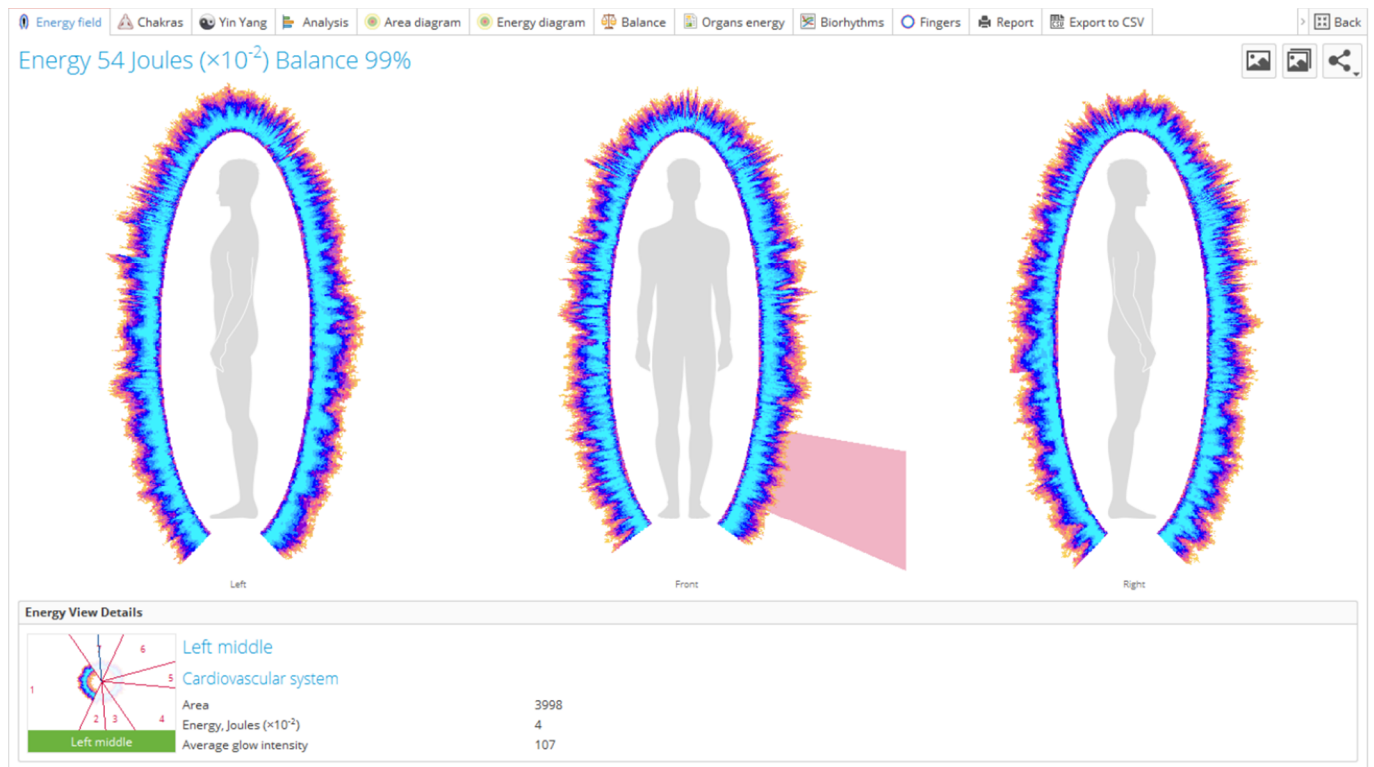 Energy field Chakras Yin Yang Analysis Area diagram Energy diagram Balance Organs energy Biorhythms Fingers Report Export to CSV Back
Energy 54 Joules (×10⁻²) Balance 99%
Left Front Right
Energy View Details
Left middle
Cardiovascular system
Area 3998
Energy, Joules (×10⁻²) 4
Average glow intensity 107
6
5
1
2 3 4
Left middle